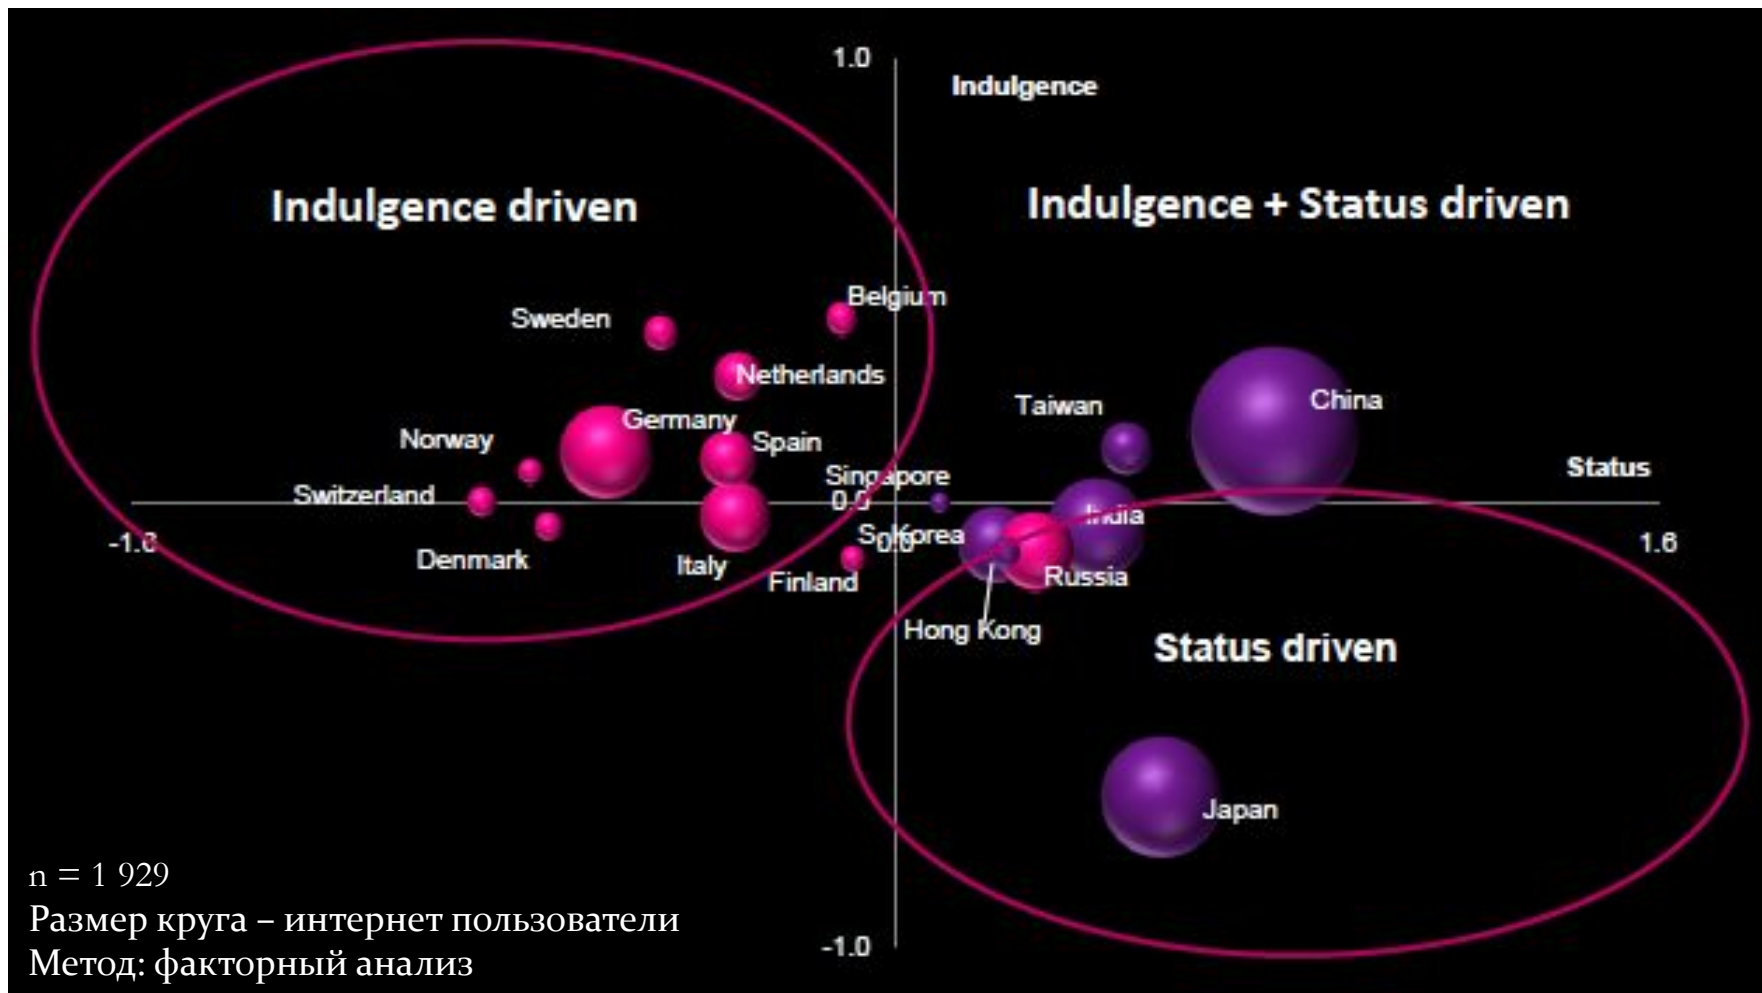 1.0
Indulgence
Indulgence driven
Indulgence + Status driven
Belgium
Sweden
Netherlands
Taiwan
China
Germany
Norway
Spain
Status
Singapore
Switzerland
0.0
India
S. Korea
-1.6
0.0
1.6
Denmark
Italy
Finland
Russia
Hong Kong
Status driven
Japan
n = 1 929
-1.0
Размер круга – интернет пользователи
Метод: факторный анализ